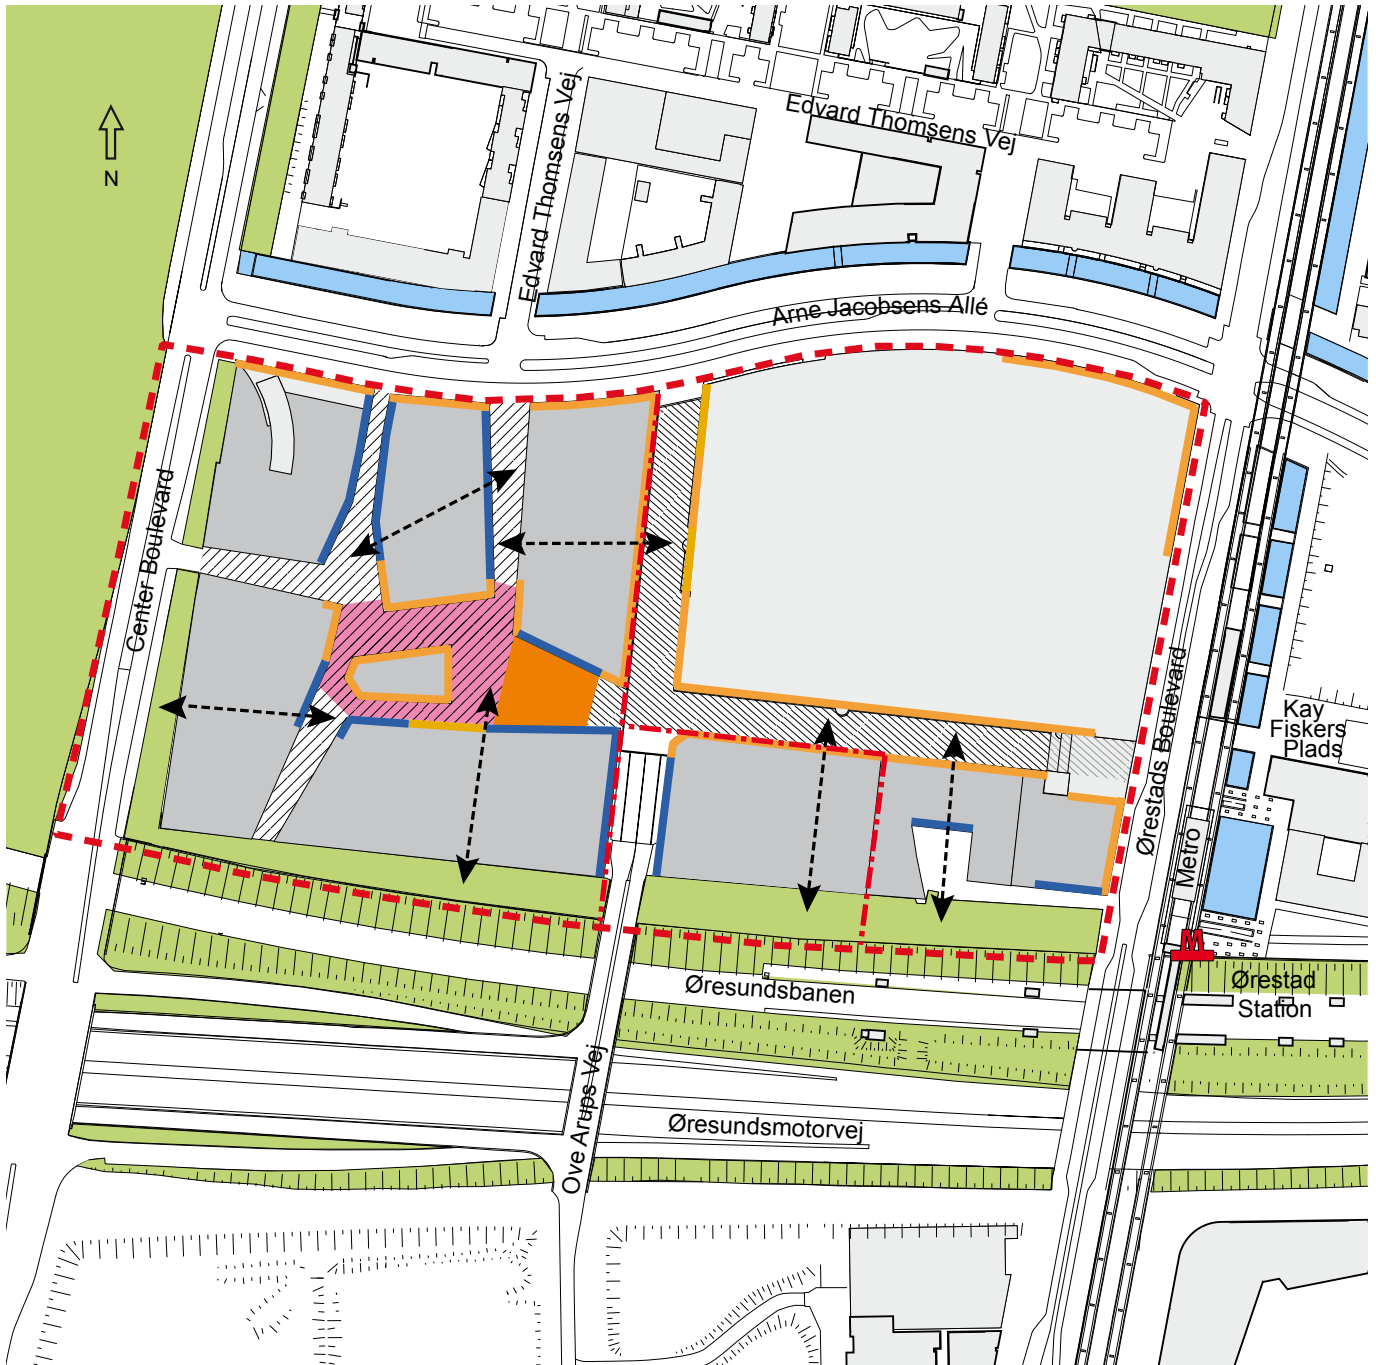 Edvard Thomsens Vej
Edvard Thomsens Vej
N
Arne Jacobsens Allé
Center Boulevard
Ørestads Boulevard
Kay
Fiskers
Plads
Metro
M
Ørestad
Station
Øresundsbanen
Ove Arups Vej
Øresundsmotorvej